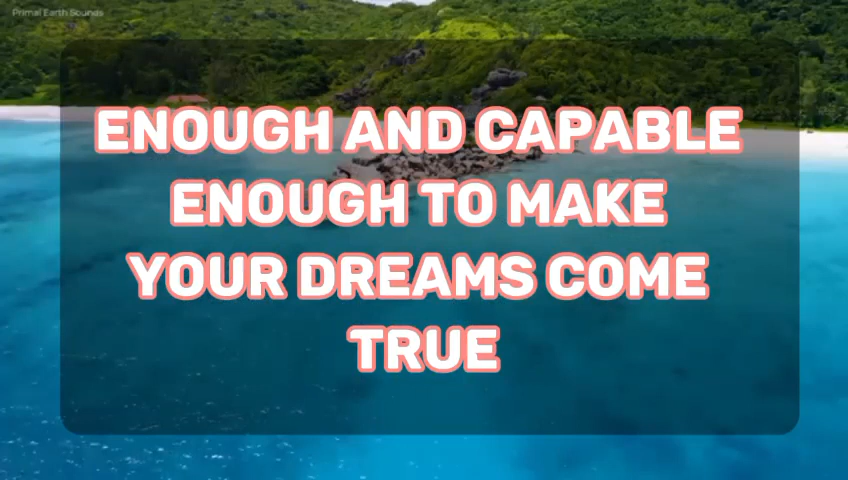 Primal Earth Sounds
ENOUGH AND CAPABLE
ENOUGH TO MAKE
YOUR DREAMS COME
TRUE